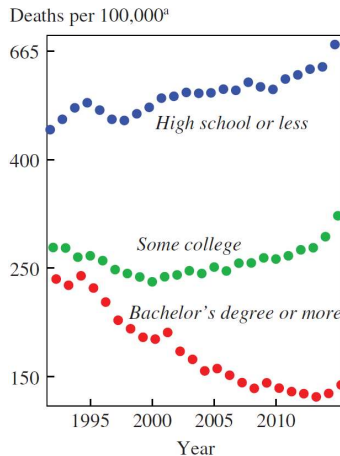 Deaths per 100,000ᵃ
665
High school or less
400
Some college
250
Bachelor's degree or more
150
1995 2000 2005 2010
Year